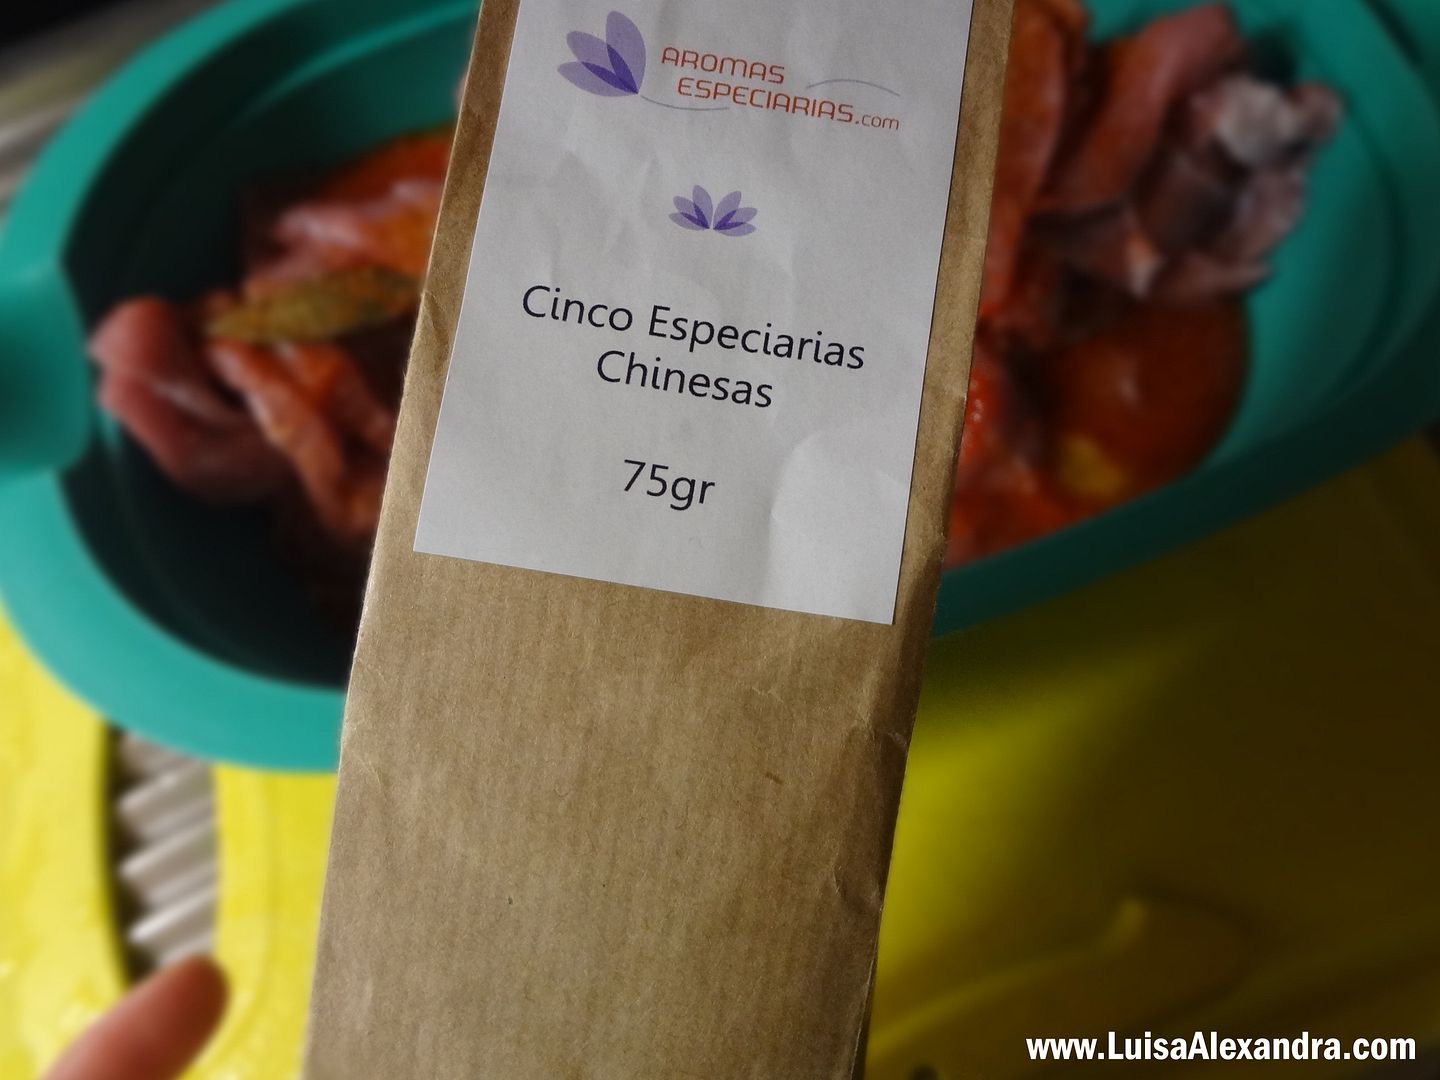 AROMAS
ESPECIARIAS.com
Cinco Especiarias
Chinesas
75gr
www.LuisaAlexandra.com